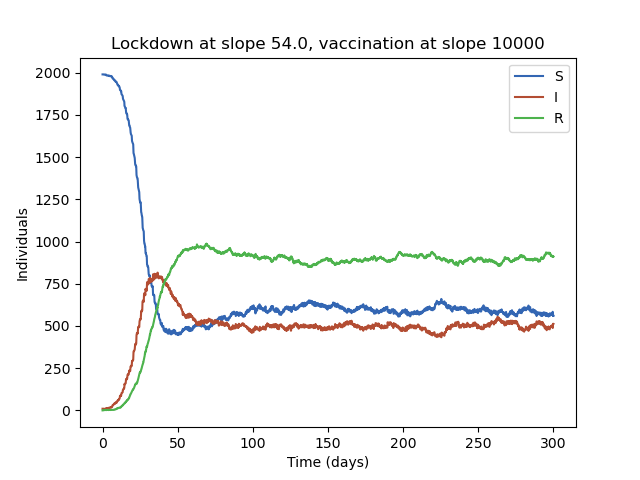 Lockdown at slope 54.0, vaccination at slope 10000
S
I
R
Individuals
2000
1750
1500
1250
1000
750
500
250
0
0 50 100 150 200 250 300
Time (days)